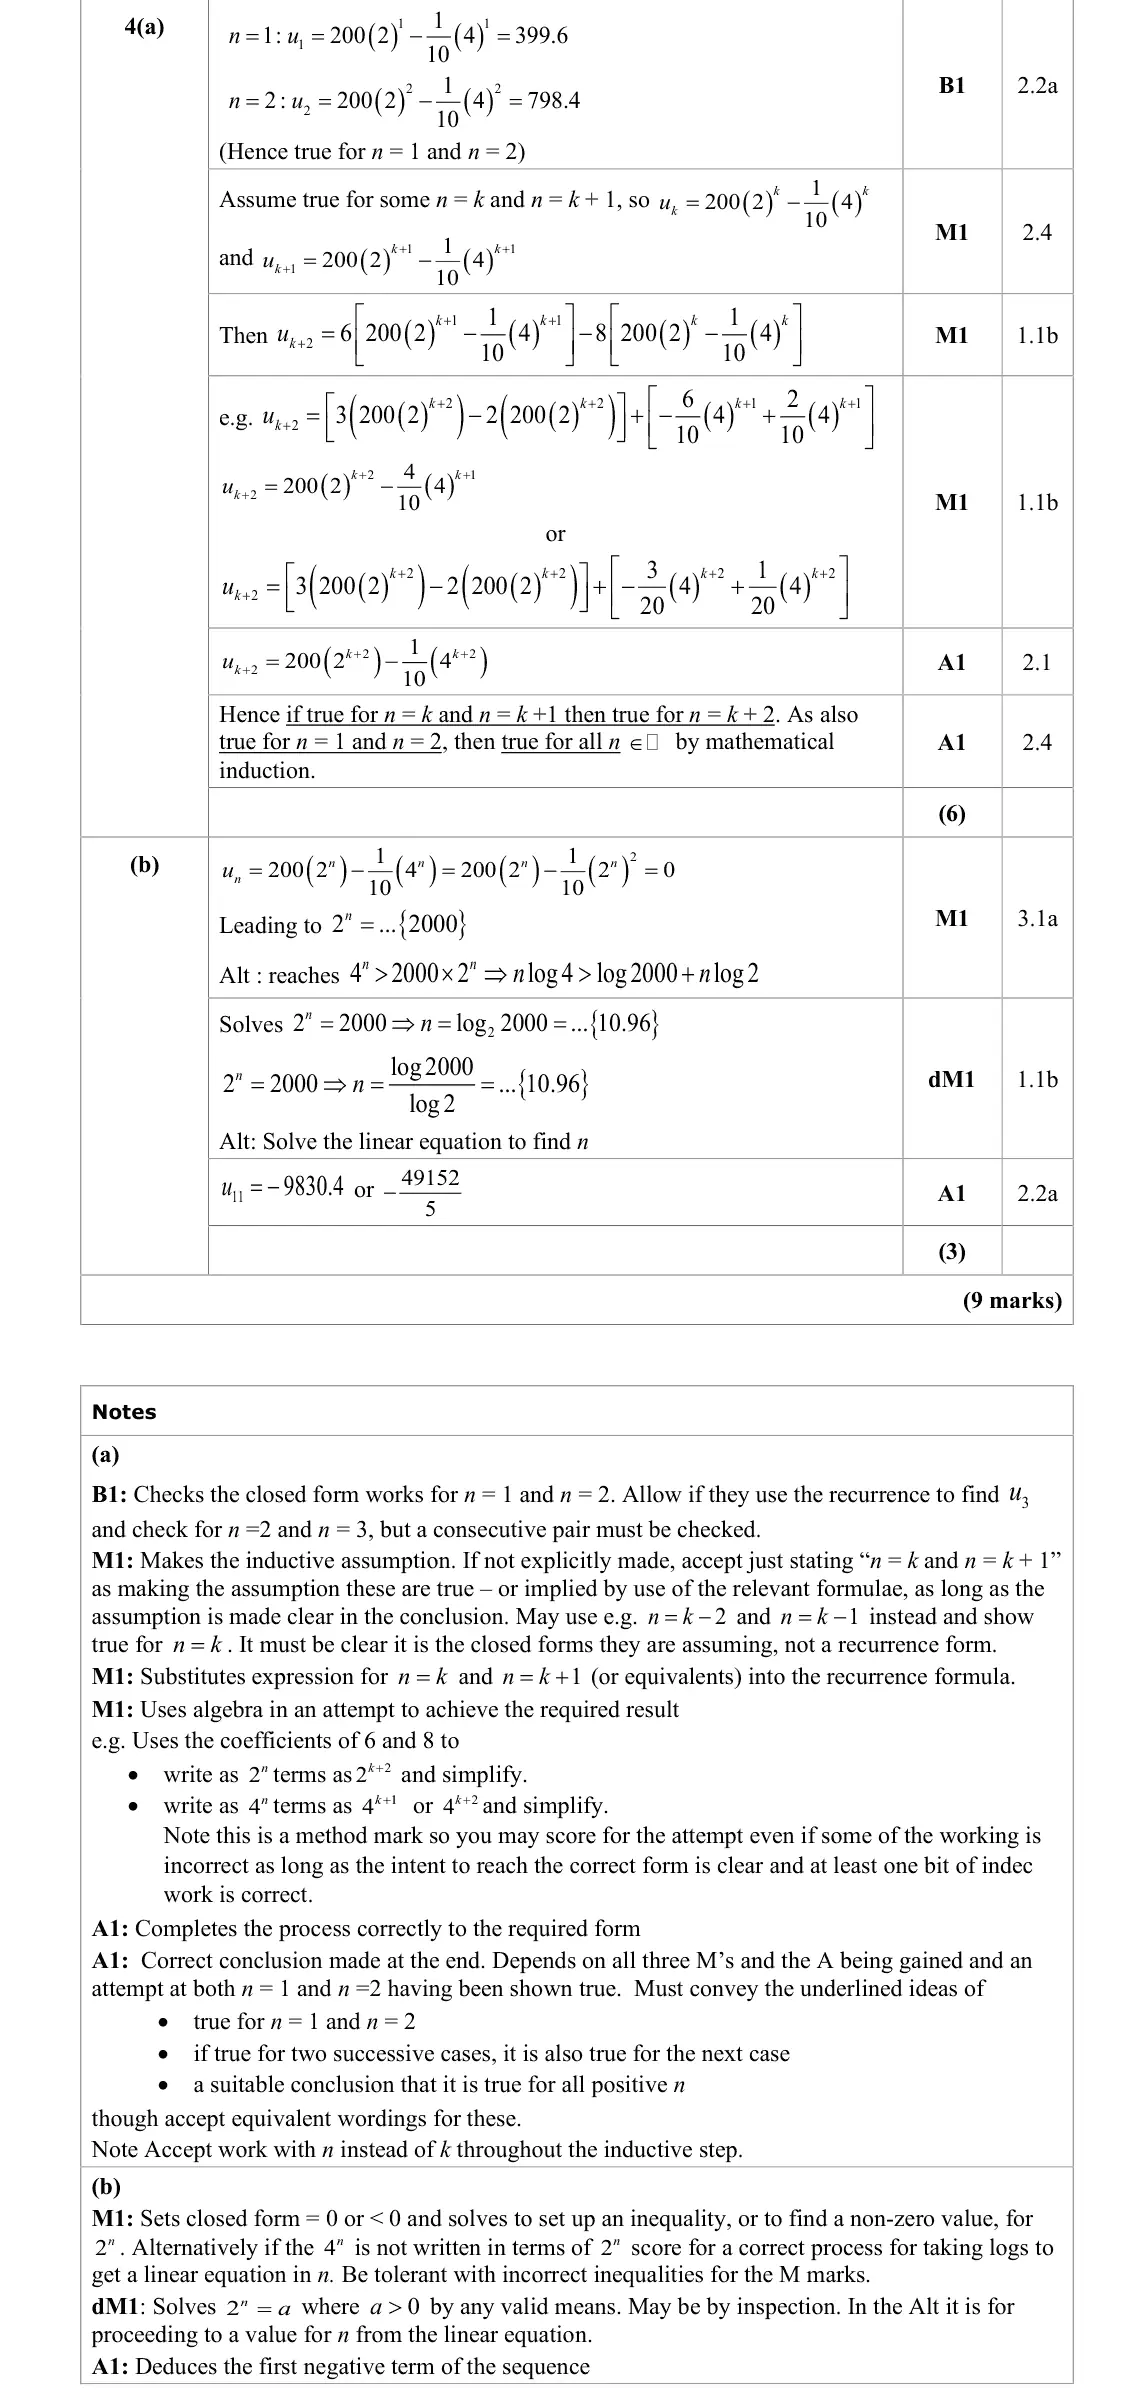 4(a)
n = 1: u₁ = 200(2)¹ − 1/10 (4)¹ = 399.6
n = 2: u₂ = 200(2)² − 1/10 (4)² = 798.4
B1 2.2a
(Hence true for n = 1 and n = 2)
Assume true for some n = k and n = k + 1, so uₖ = 200(2)ᵏ − 1/10 (4)ᵏ
and uₖ₊₁ = 200(2)ᵏ⁺¹ − 1/10 (4)ᵏ⁺¹
M1 2.4
Then uₖ₊₂ = 6[200(2)ᵏ⁺¹ − 1/10 (4)ᵏ⁺¹] − 8[200(2)ᵏ − 1/10 (4)ᵏ]
M1 1.1b
e.g. uₖ₊₂ = [3(200(2)ᵏ⁺²) − 2(200(2)ᵏ⁺²)] + [− 6/10 (4)ᵏ⁺¹ + 2/10 (4)ᵏ⁺¹]
uₖ₊₂ = 200(2)ᵏ⁺² − 4/10 (4)ᵏ⁺¹
M1 1.1b
or
uₖ₊₂ = [3(200(2)ᵏ⁺²) − 2(200(2)ᵏ⁺²)] + [− 3/20 (4)ᵏ⁺² + 1/20 (4)ᵏ⁺²]
uₖ₊₂ = 200(2ᵏ⁺²) − 1/10 (4ᵏ⁺²)
A1 2.1
Hence if true for n = k and n = k +1 then true for n = k + 2. As also
true for n = 1 and n = 2, then true for all n ∈□ by mathematical
induction.
A1 2.4
(6)
(b)
uₙ = 200(2ⁿ) − 1/10 (4ⁿ) = 200(2ⁿ) − 1/10 (2ⁿ)² = 0
Leading to 2ⁿ = ...{2000}
M1 3.1a
Alt : reaches 4ⁿ > 2000 × 2ⁿ ⇒ n log 4 > log 2000 + n log 2
Solves 2ⁿ = 2000 ⇒ n = log₂ 2000 = ...{10.96}
2ⁿ = 2000 ⇒ n = log 2000 / log 2 = ...{10.96}
dM1 1.1b
Alt: Solve the linear equation to find n
u₁₁ = − 9830.4 or − 49152/5
A1 2.2a
(3)
(9 marks)
Notes
(a)
B1: Checks the closed form works for n = 1 and n = 2. Allow if they use the recurrence to find u₃
and check for n =2 and n = 3, but a consecutive pair must be checked.
M1: Makes the inductive assumption. If not explicitly made, accept just stating “n = k and n = k + 1”
as making the assumption these are true – or implied by use of the relevant formulae, as long as the
assumption is made clear in the conclusion. May use e.g. n = k − 2 and n = k − 1 instead and show
true for n = k . It must be clear it is the closed forms they are assuming, not a recurrence form.
M1: Substitutes expression for n = k and n = k +1 (or equivalents) into the recurrence formula.
M1: Uses algebra in an attempt to achieve the required result
e.g. Uses the coefficients of 6 and 8 to
• write as 2ⁿ terms as 2ᵏ⁺² and simplify.
• write as 4ⁿ terms as 4ᵏ⁺¹ or 4ᵏ⁺² and simplify.
Note this is a method mark so you may score for the attempt even if some of the working is
incorrect as long as the intent to reach the correct form is clear and at least one bit of indec
work is correct.
A1: Completes the process correctly to the required form
A1: Correct conclusion made at the end. Depends on all three M’s and the A being gained and an
attempt at both n = 1 and n =2 having been shown true. Must convey the underlined ideas of
• true for n = 1 and n = 2
• if true for two successive cases, it is also true for the next case
• a suitable conclusion that it is true for all positive n
though accept equivalent wordings for these.
Note Accept work with n instead of k throughout the inductive step.
(b)
M1: Sets closed form = 0 or < 0 and solves to set up an inequality, or to find a non-zero value, for
2ⁿ . Alternatively if the 4ⁿ is not written in terms of 2ⁿ score for a correct process for taking logs to
get a linear equation in n. Be tolerant with incorrect inequalities for the M marks.
dM1: Solves 2ⁿ = a where a > 0 by any valid means. May be by inspection. In the Alt it is for
proceeding to a value for n from the linear equation.
A1: Deduces the first negative term of the sequence